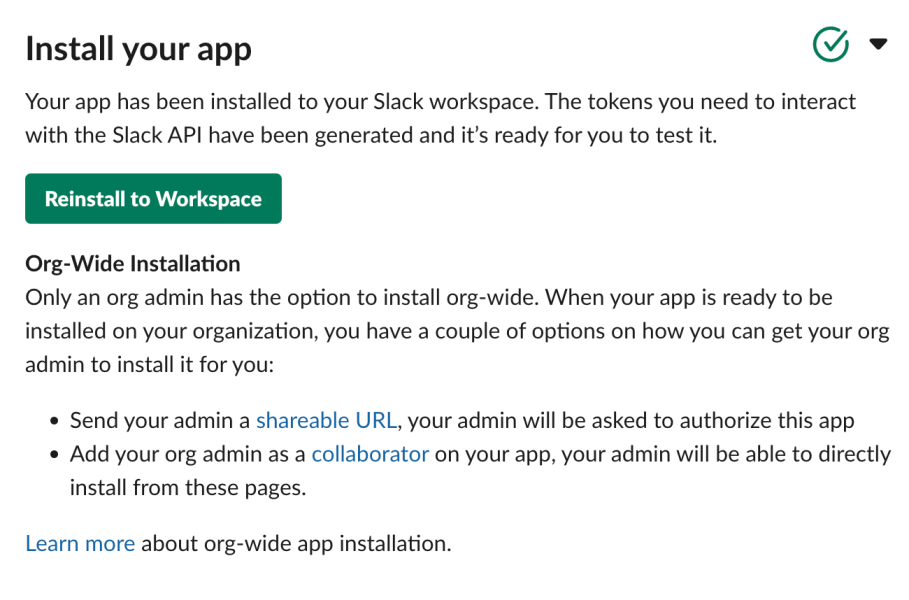 Install your app
Your app has been installed to your Slack workspace. The tokens you need to interact
with the Slack API have been generated and it’s ready for you to test it.
Reinstall to Workspace
Org-Wide Installation
Only an org admin has the option to install org-wide. When your app is ready to be
installed on your organization, you have a couple of options on how you can get your org
admin to install it for you:
• Send your admin a shareable URL, your admin will be asked to authorize this app
• Add your org admin as a collaborator on your app, your admin will be able to directly
install from these pages.
Learn more about org-wide app installation.